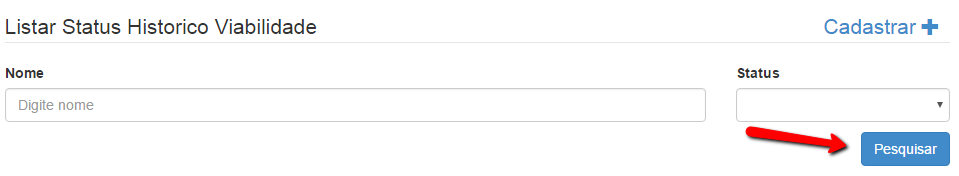 Listar Status Historico Viabilidade Cadastrar
Nome Status
Digite nome
Pesquisar